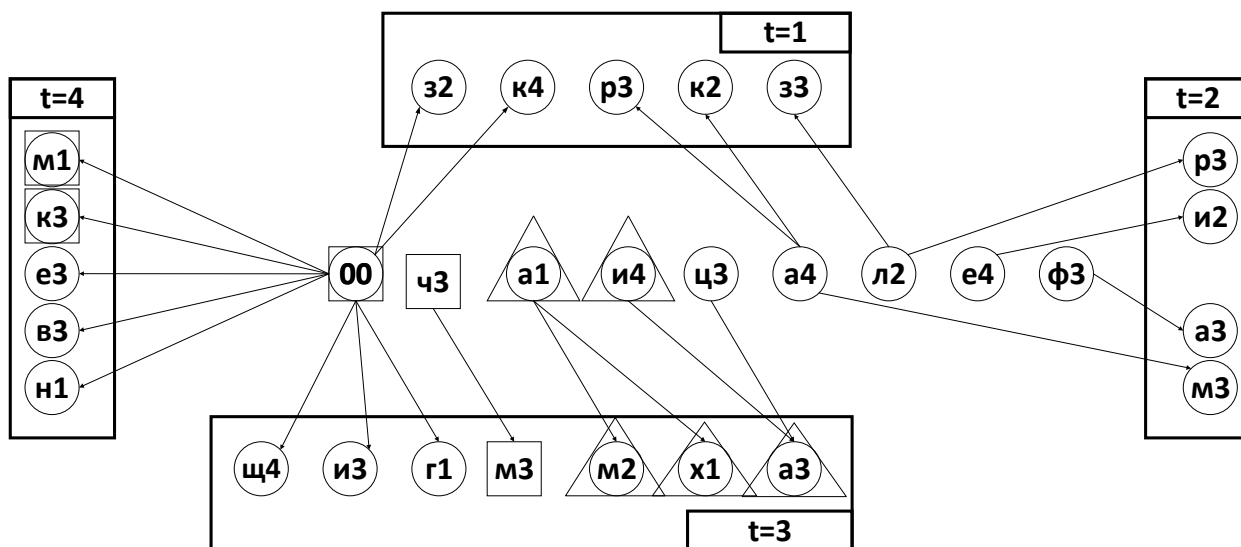 t=1
з2 к4 р3 к2 з3
t=4
t=2
м1
р3
к3
и2
е3 00 ч3 а1 и4 ц3 а4 л2 е4 ф3
в3
а3
н1
м3
щ4 и3 г1 м3 м2 х1 а3
t=3